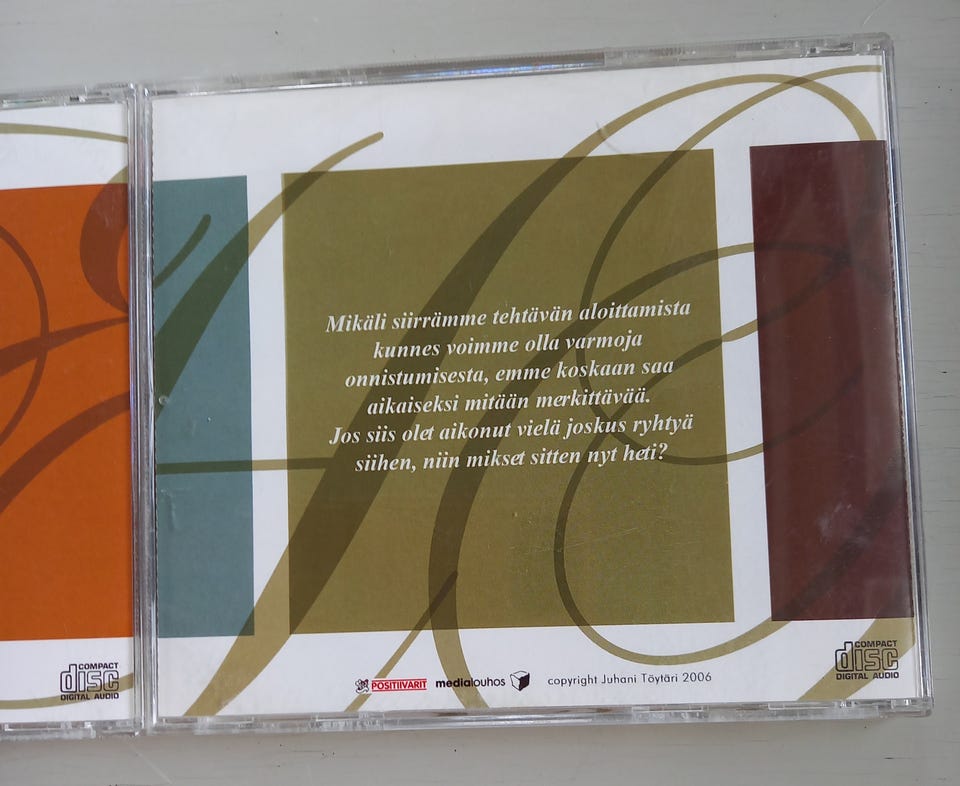 Mikäli siirrämme tehtävän aloittamista
kunnes voimme olla varmoja
onnistumisesta, emme koskaan saa
aikaiseksi mitään merkittävää.
Jos siis olet aikonut vielä joskus ryhtyä
siihen, niin mikset sitten nyt heti?
COMPACT
disc
DIGITAL AUDIO
POSITIIVARIT
medialouhos
copyright Juhani Töytäri 2006
COMPACT
disc
DIGITAL AUDIO